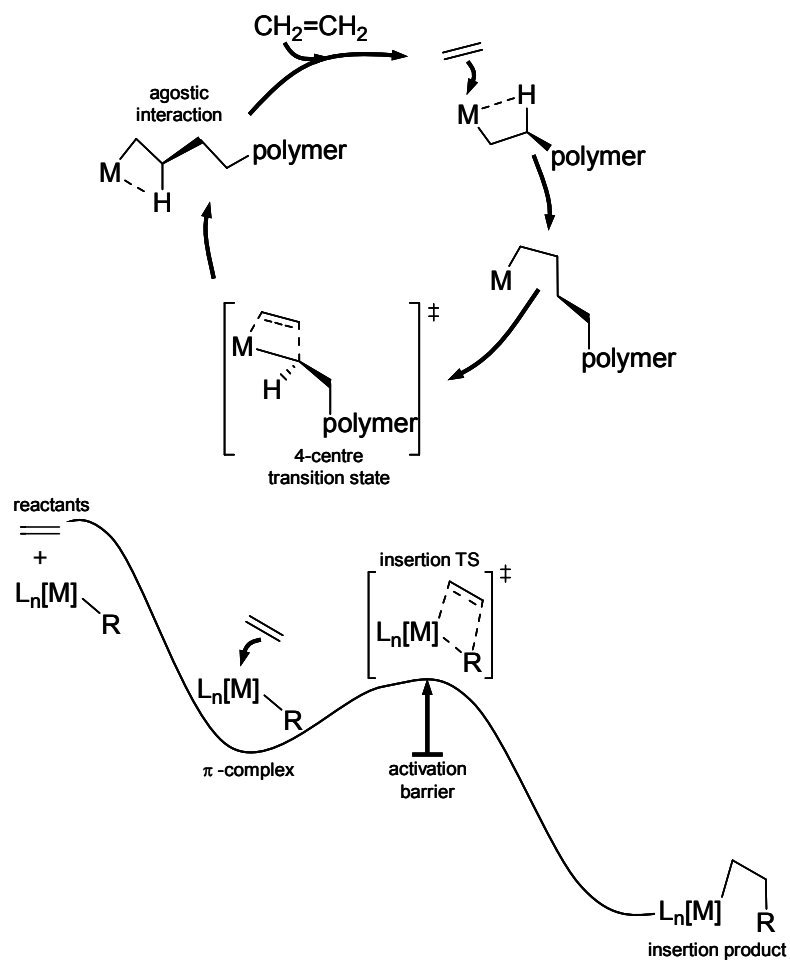 CH₂=CH₂
agostic
interaction
M
H
polymer
M
H
polymer
M
polymer
M
H
polymer
‡
4-centre
transition state
reactants
+
Lₙ[M]
R
Lₙ[M]
R
π -complex
insertion TS
‡
Lₙ[M]
R
activation
barrier
Lₙ[M]
R
insertion product